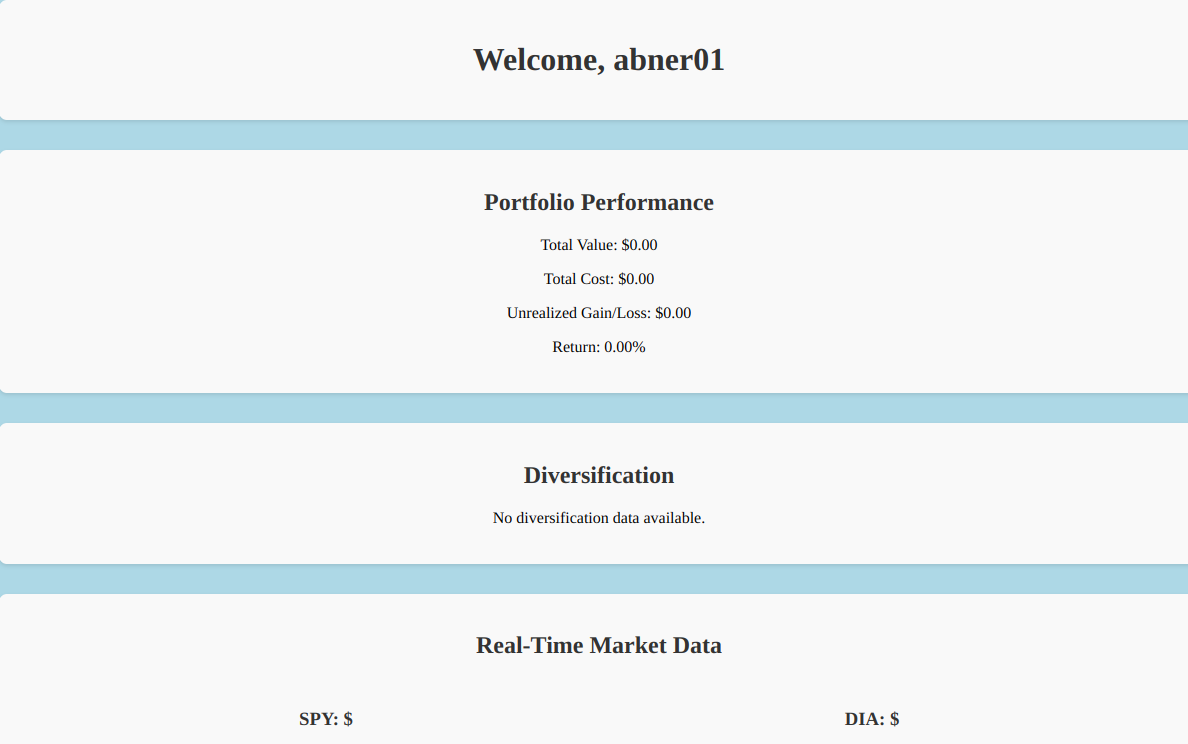 Welcome, abner01
Portfolio Performance
Total Value: $0.00
Total Cost: $0.00
Unrealized Gain/Loss: $0.00
Return: 0.00%
Diversification
No diversification data available.
Real-Time Market Data
SPY: $
DIA: $